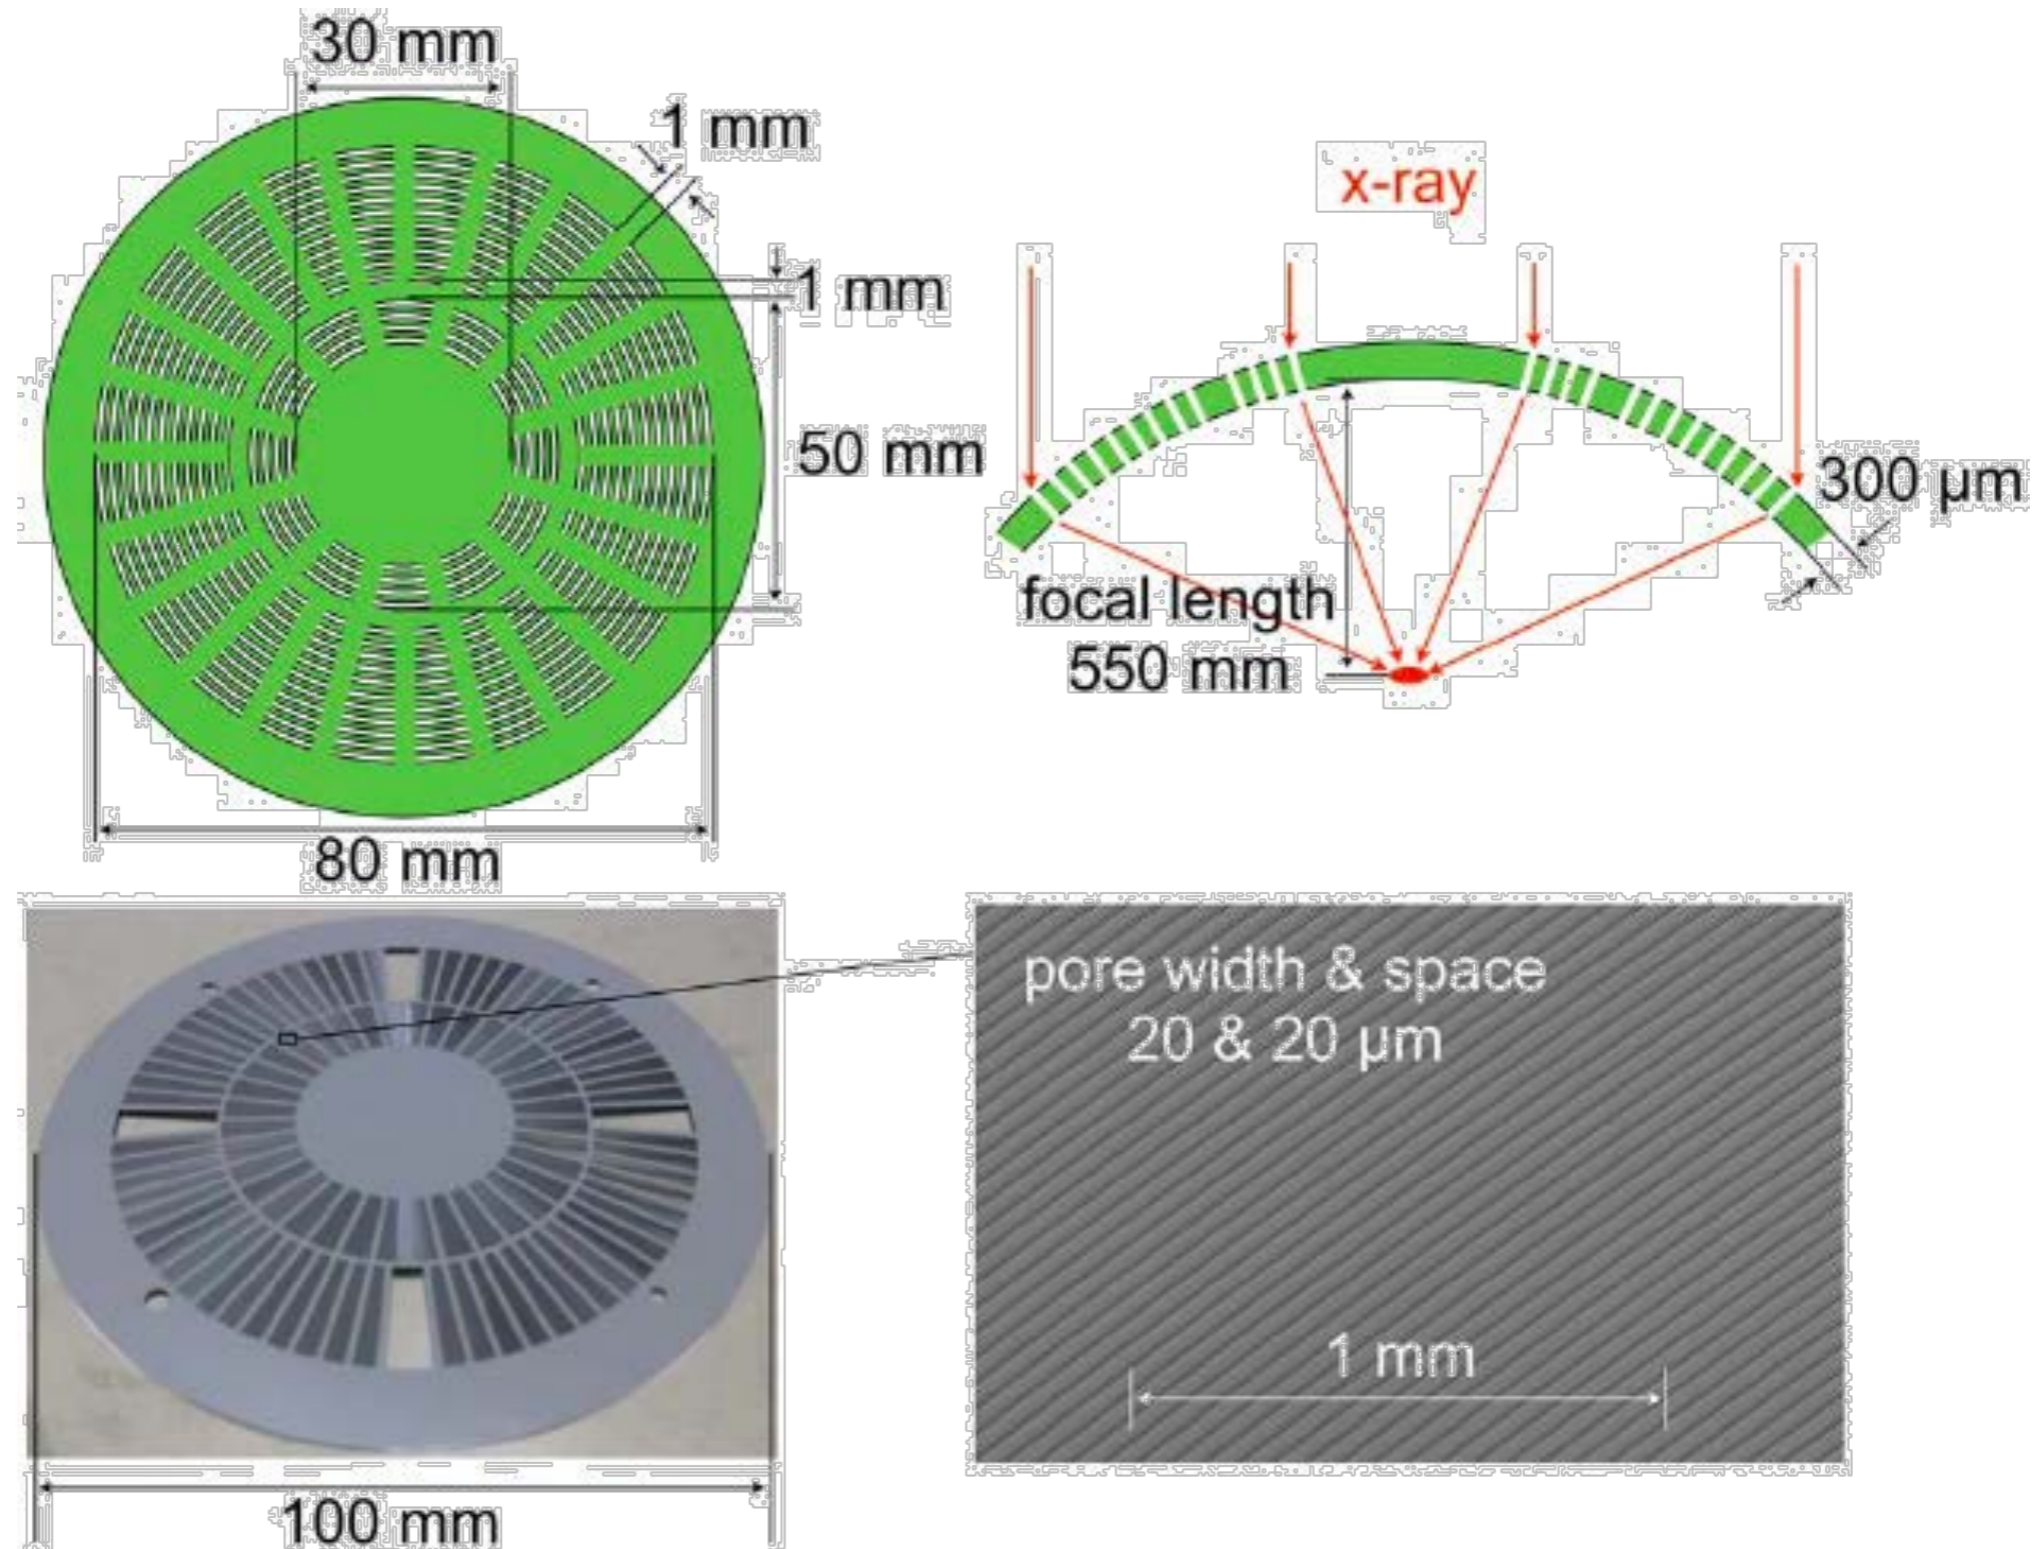 30 mm
1 mm
1 mm
50 mm
80 mm
x-ray
300 µm
focal length
550 mm
100 mm
pore width & space
20 & 20 µm
1 mm